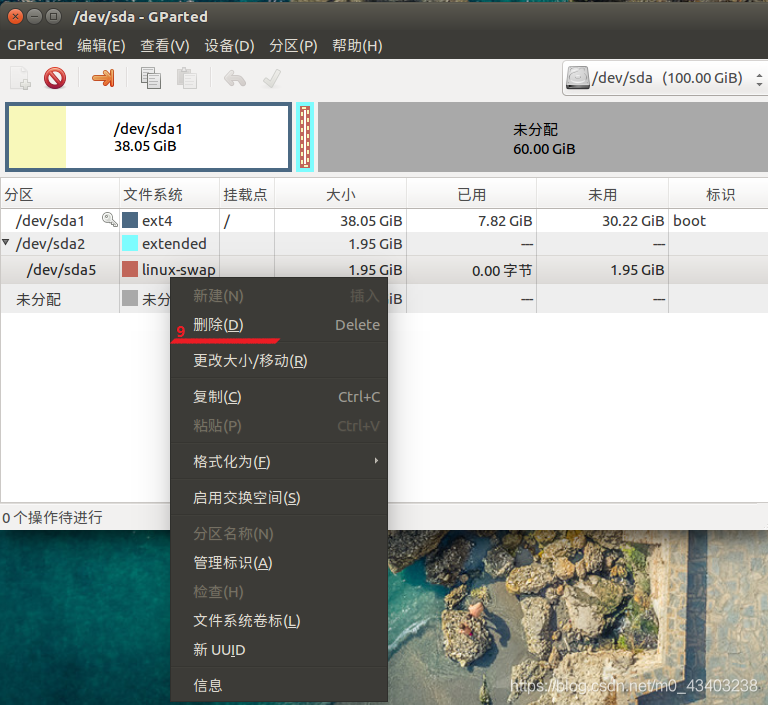 /dev/sda - GParted
GParted 编辑(E) 查看(V) 设备(D) 分区(P) 帮助(H)
/dev/sda (100.00 GiB)
/dev/sda1
38.05 GiB
未分配
60.00 GiB
分区 文件系统 挂载点 大小 已用 未用 标识
/dev/sda1 ext4 / 38.05 GiB 7.82 GiB 30.22 GiB boot
/dev/sda2 extended 1.95 GiB --- ---
/dev/sda5 linux-swap 1.95 GiB 0.00 字节 1.95 GiB
未分配 未分 iB --- ---
新建(N) 插入
9 删除(D) Delete
更改大小/移动(R)
复制(C) Ctrl+C
粘贴(P) Ctrl+V
格式化为(F)
启用交换空间(S)
分区名称(N)
管理标识(A)
检查(H)
文件系统卷标(L)
新 UUID
信息
0 个操作待进行
https://blog.csdn.net/m0_43403238